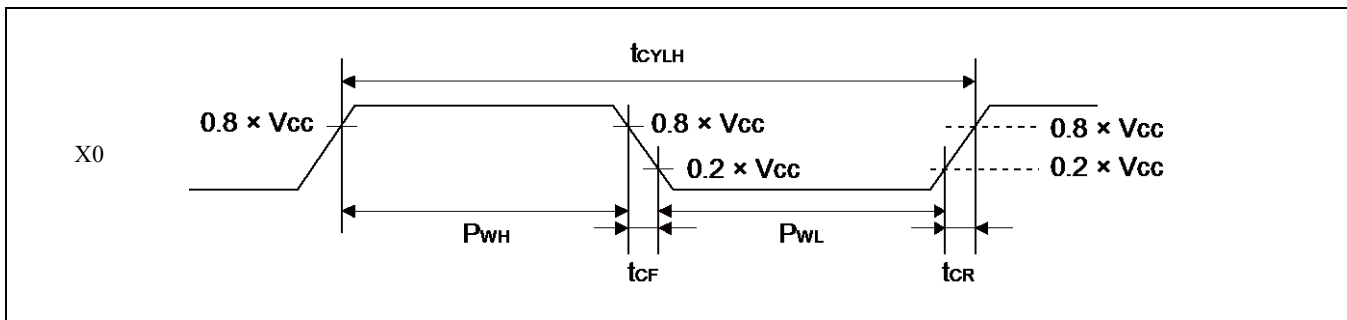 tCYLH
0.8 × VCC
0.8 × VCC
0.8 × VCC
X0
0.2 × VCC
0.2 × VCC
PWH
PWL
tCF
tCR